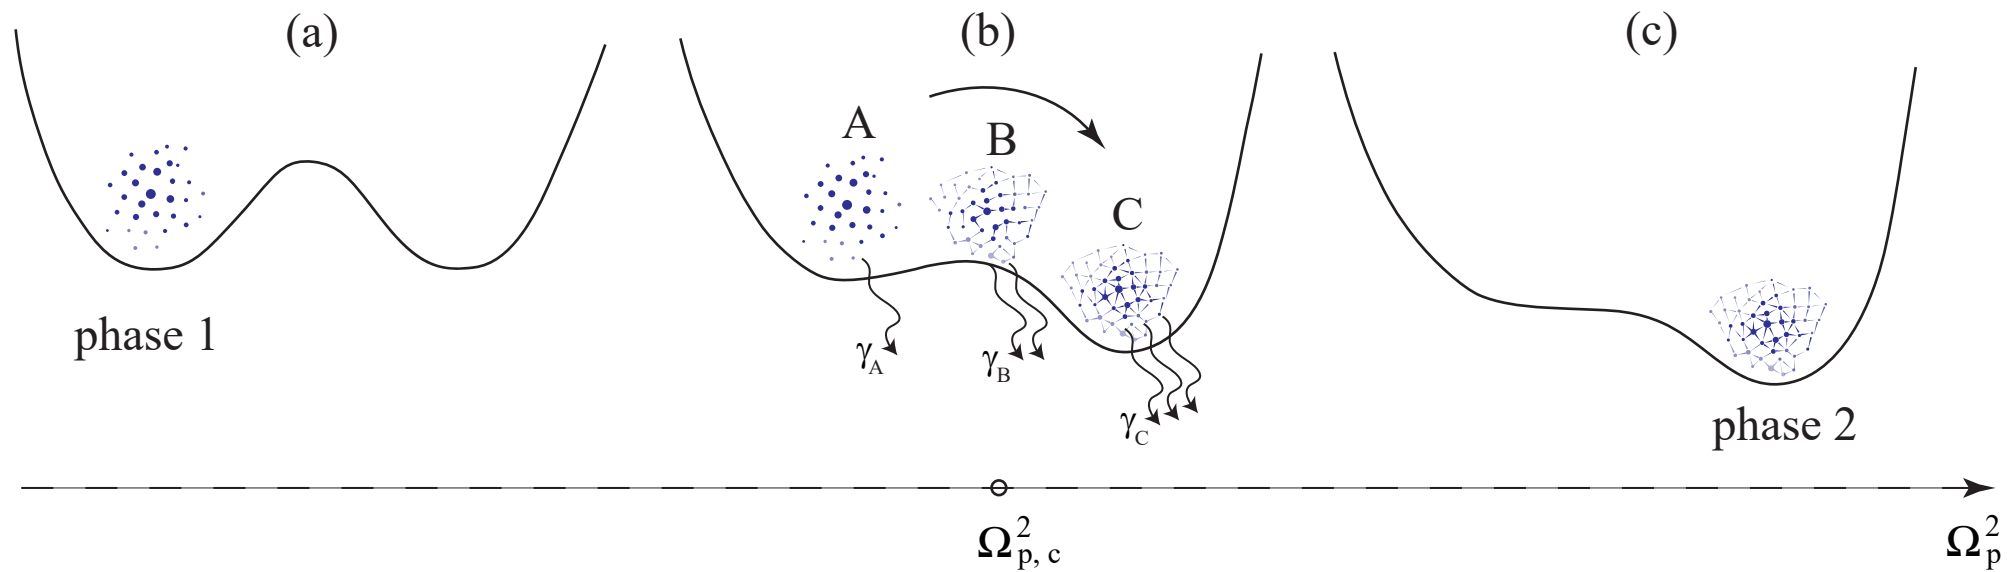 (a)
(b)
(c)
A
B
C
phase 1
γA
γB
γC
phase 2
Ω²p, c
Ω²p